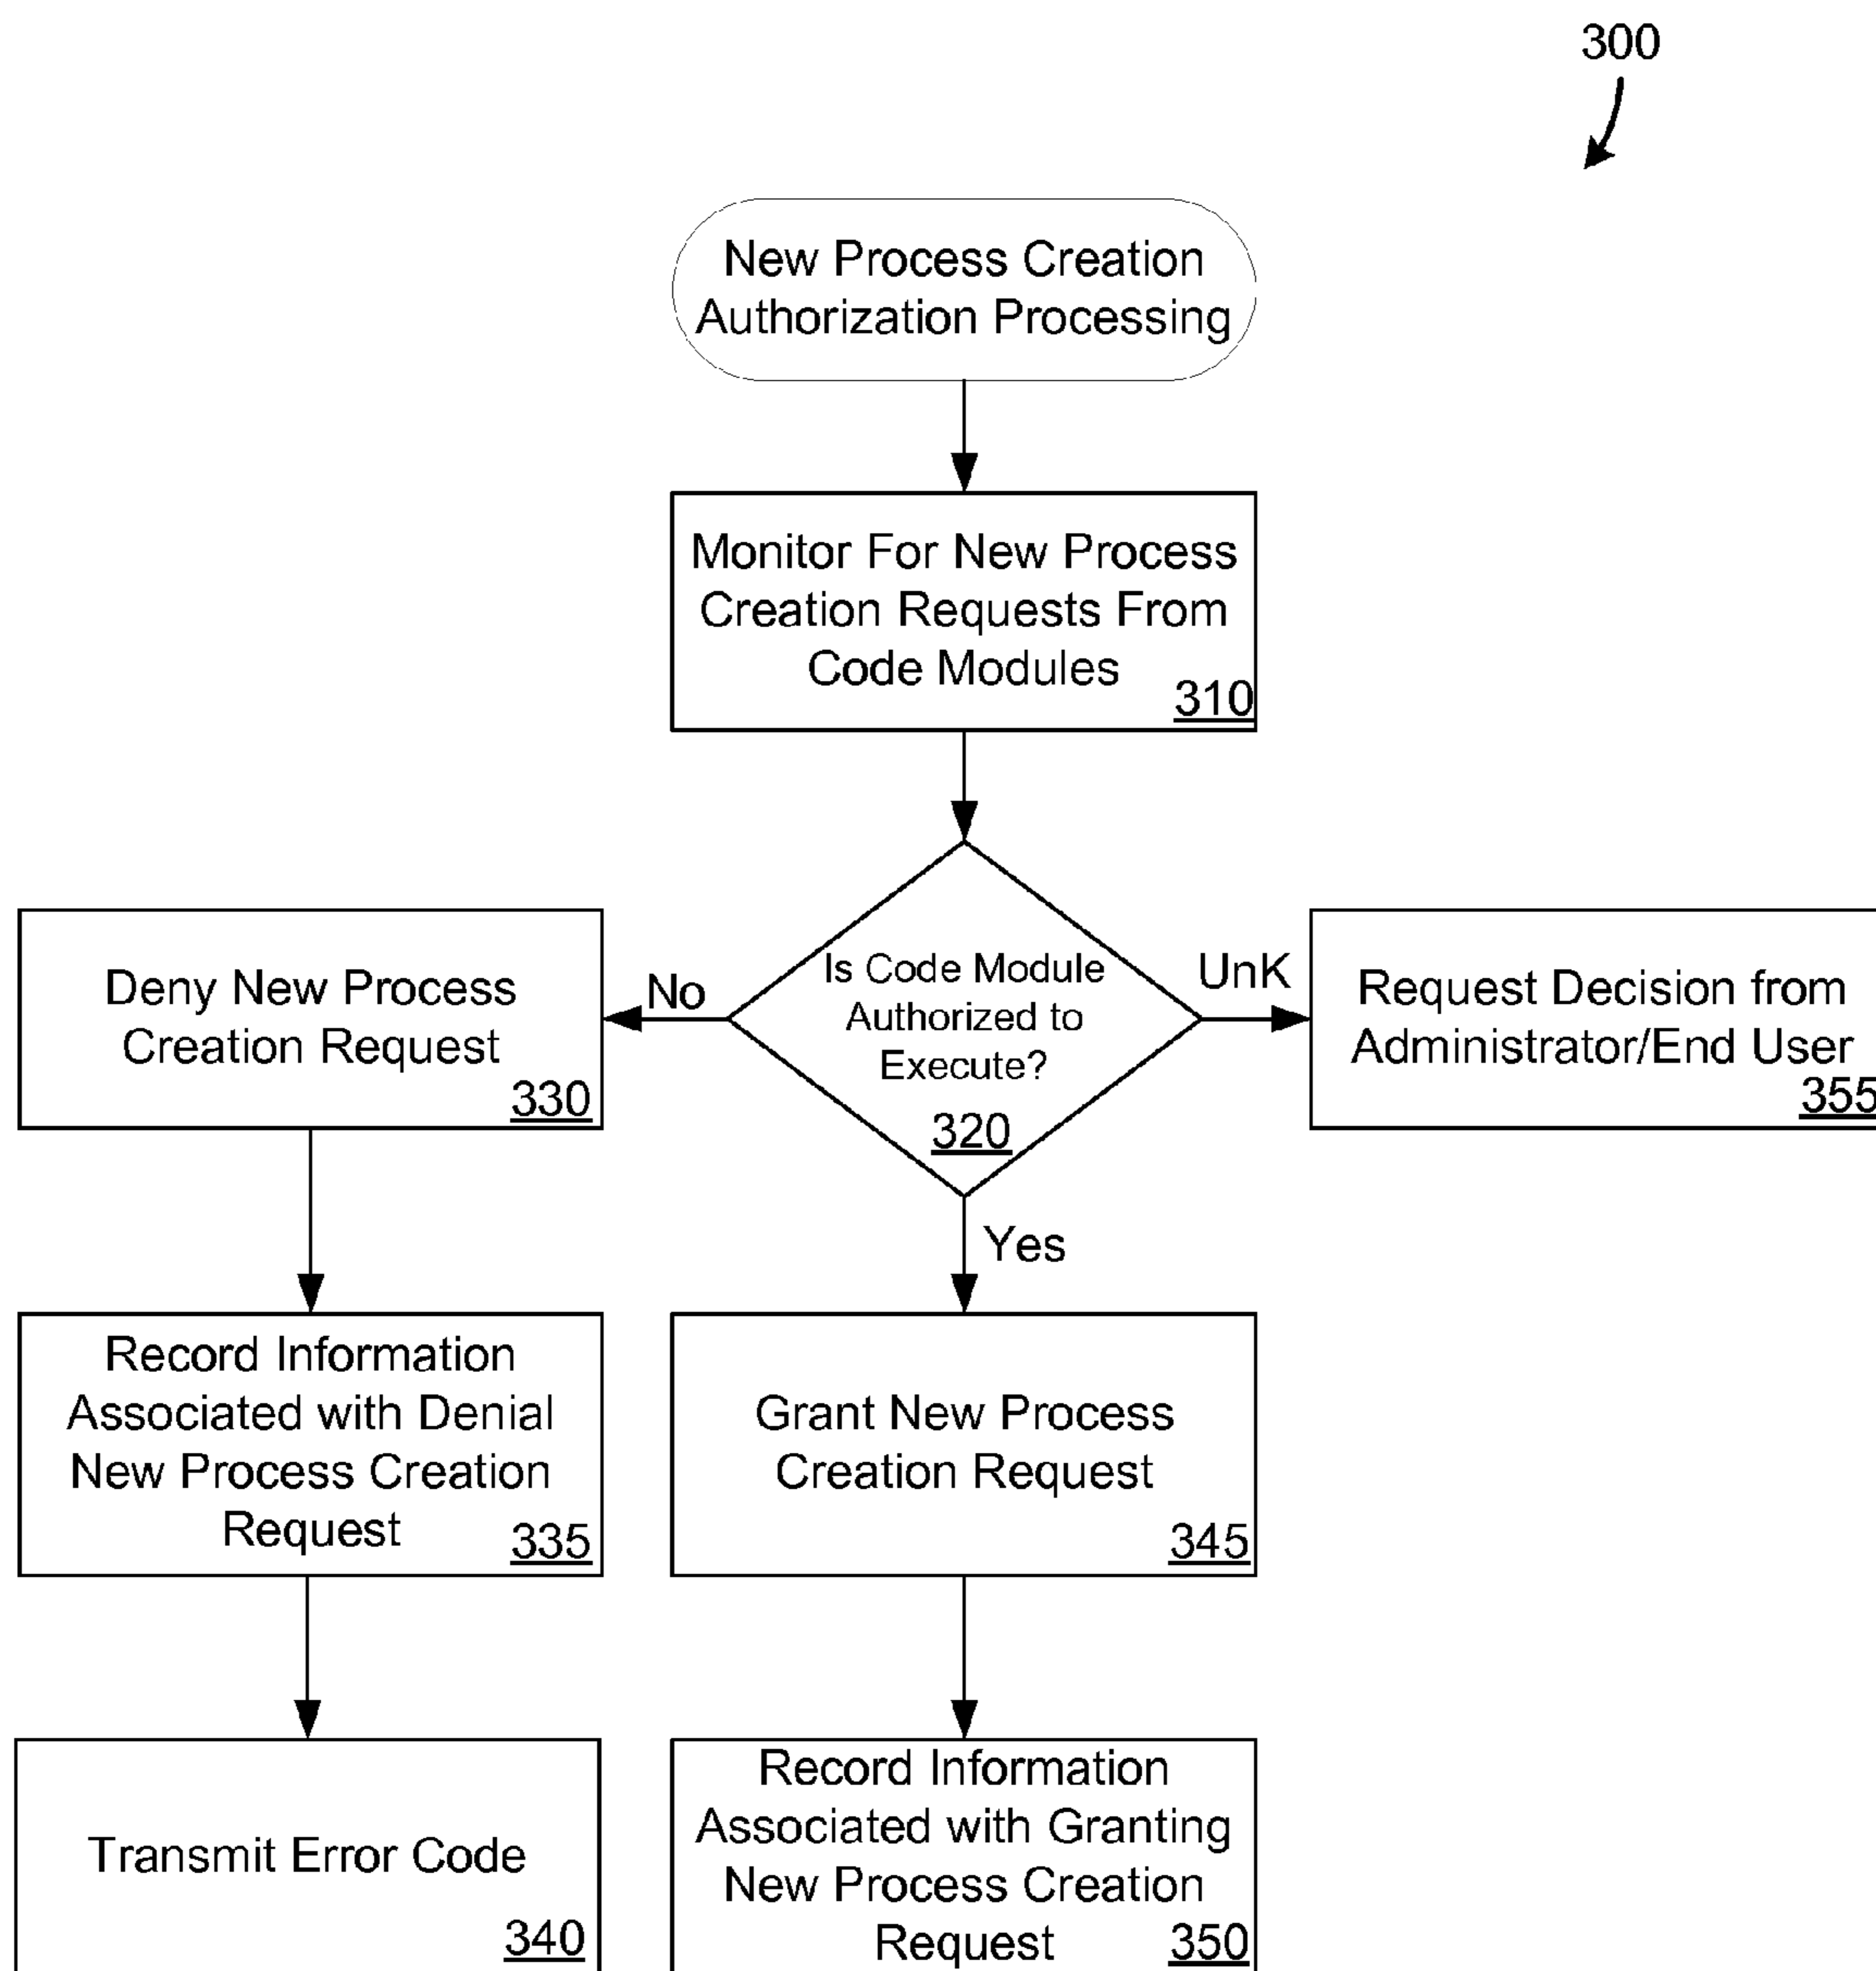 300
New Process Creation
Authorization Processing
Monitor For New Process
Creation Requests From
Code Modules
310
Is Code Module
Authorized to
Execute?
320
No
UnK
Yes
Deny New Process
Creation Request
330
Request Decision from
Administrator/End User
355
Record Information
Associated with Denial
New Process Creation
Request
335
Grant New Process
Creation Request
345
Transmit Error Code
340
Record Information
Associated with Granting
New Process Creation
Request
350